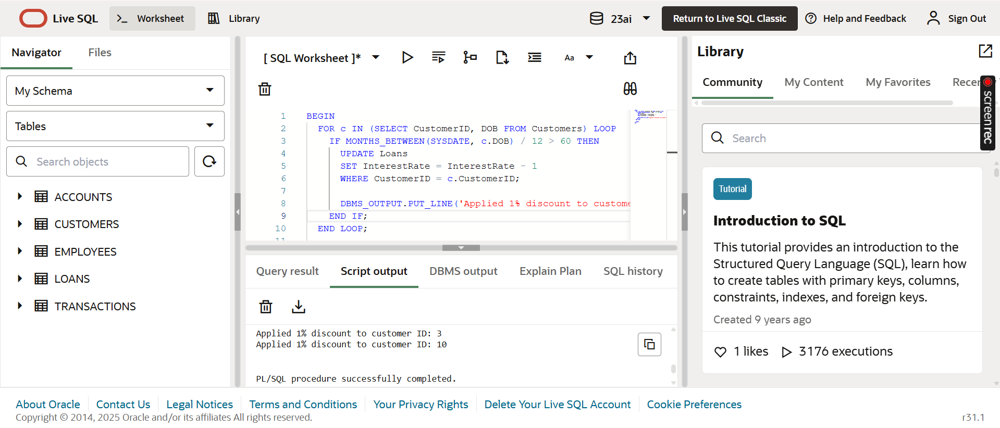 Live SQL
Worksheet
Library
23ai
Return to Live SQL Classic
Help and Feedback
Sign Out
Navigator
Files
My Schema
Tables
Search objects
ACCOUNTS
CUSTOMERS
EMPLOYEES
LOANS
TRANSACTIONS
[ SQL Worksheet ]*
Aa
1 BEGIN
2 FOR c IN (SELECT CustomerID, DOB FROM Customers) LOOP
3 IF MONTHS_BETWEEN(SYSDATE, c.DOB) / 12 > 60 THEN
4 UPDATE Loans
5 SET InterestRate = InterestRate - 1
6 WHERE CustomerID = c.CustomerID;
7
8 DBMS_OUTPUT.PUT_LINE('Applied 1% discount to custome
9 END IF;
10 END LOOP;
11
Query result
Script output
DBMS output
Explain Plan
SQL history
Applied 1% discount to customer ID: 3
Applied 1% discount to customer ID: 10
PL/SQL procedure successfully completed.
Library
Community
My Content
My Favorites
Recen
screenrec
Search
Tutorial
Introduction to SQL
This tutorial provides an introduction to the
Structured Query Language (SQL), learn how
to create tables with primary keys, columns,
constraints, indexes, and foreign keys.
Created 9 years ago
1 likes
3176 executions
About Oracle
Contact Us
Legal Notices
Terms and Conditions
Your Privacy Rights
Delete Your Live SQL Account
Cookie Preferences
Copyright © 2014, 2025 Oracle and/or its affiliates All rights reserved.
r31.1